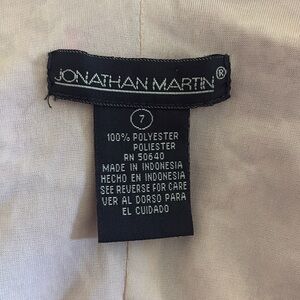 JONATHAN MARTIN®
7
100% POLYESTER
POLIESTER
RN 50640
MADE IN INDONESIA
HECHO EN INDONESIA
SEE REVERSE FOR CARE
VER AL DORSO PARA
EL CUIDADO